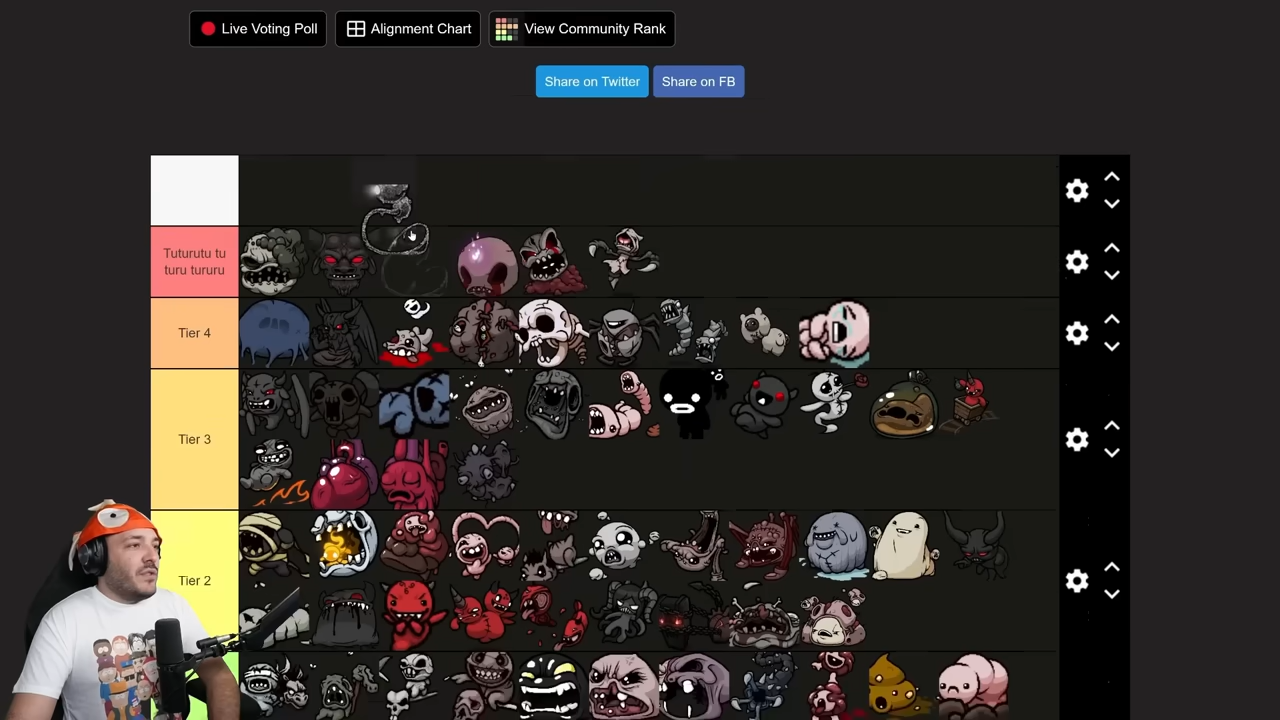 Live Voting Poll
Alignment Chart
View Community Rank
Share on Twitter
Share on FB
Tuturutu tu
turu tururu
Tier 4
Tier 3
Tier 2